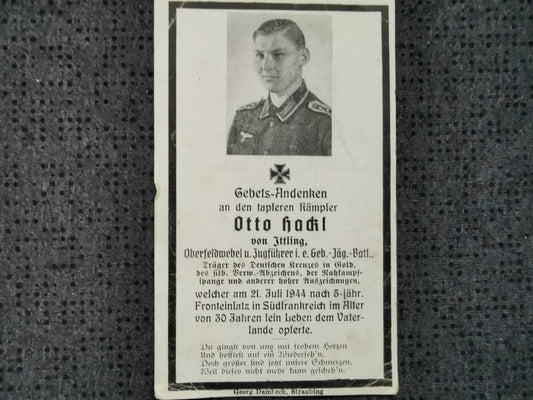 Gebets-Andenken
an den tapferen Kämpfer
Otto Hackl
von Ittling,
Oberfeldwebel u. Zugführer i. e. Geb.-Jäg.-Batl.,
Träger des Deutschen Kreuzes in Gold,
des silb. Verw.-Abzeichens, der Nahkampf-
spange und anderer hoher Auszeichnungen,
welcher am 21. Juli 1944 nach 5-jähr.
Fronteinsatz in Südfrankreich im Alter
von 30 Jahren sein Leben dem Vater-
lande opferte.
Du gingst von uns mit frohem Herzen
Und hofftest auf ein Wiederseh'n.
Doch größer sind jetzt unsere Schmerzen,
Weil dieses nicht mehr kann gescheh'n.
Georg Dambeck, Straubing